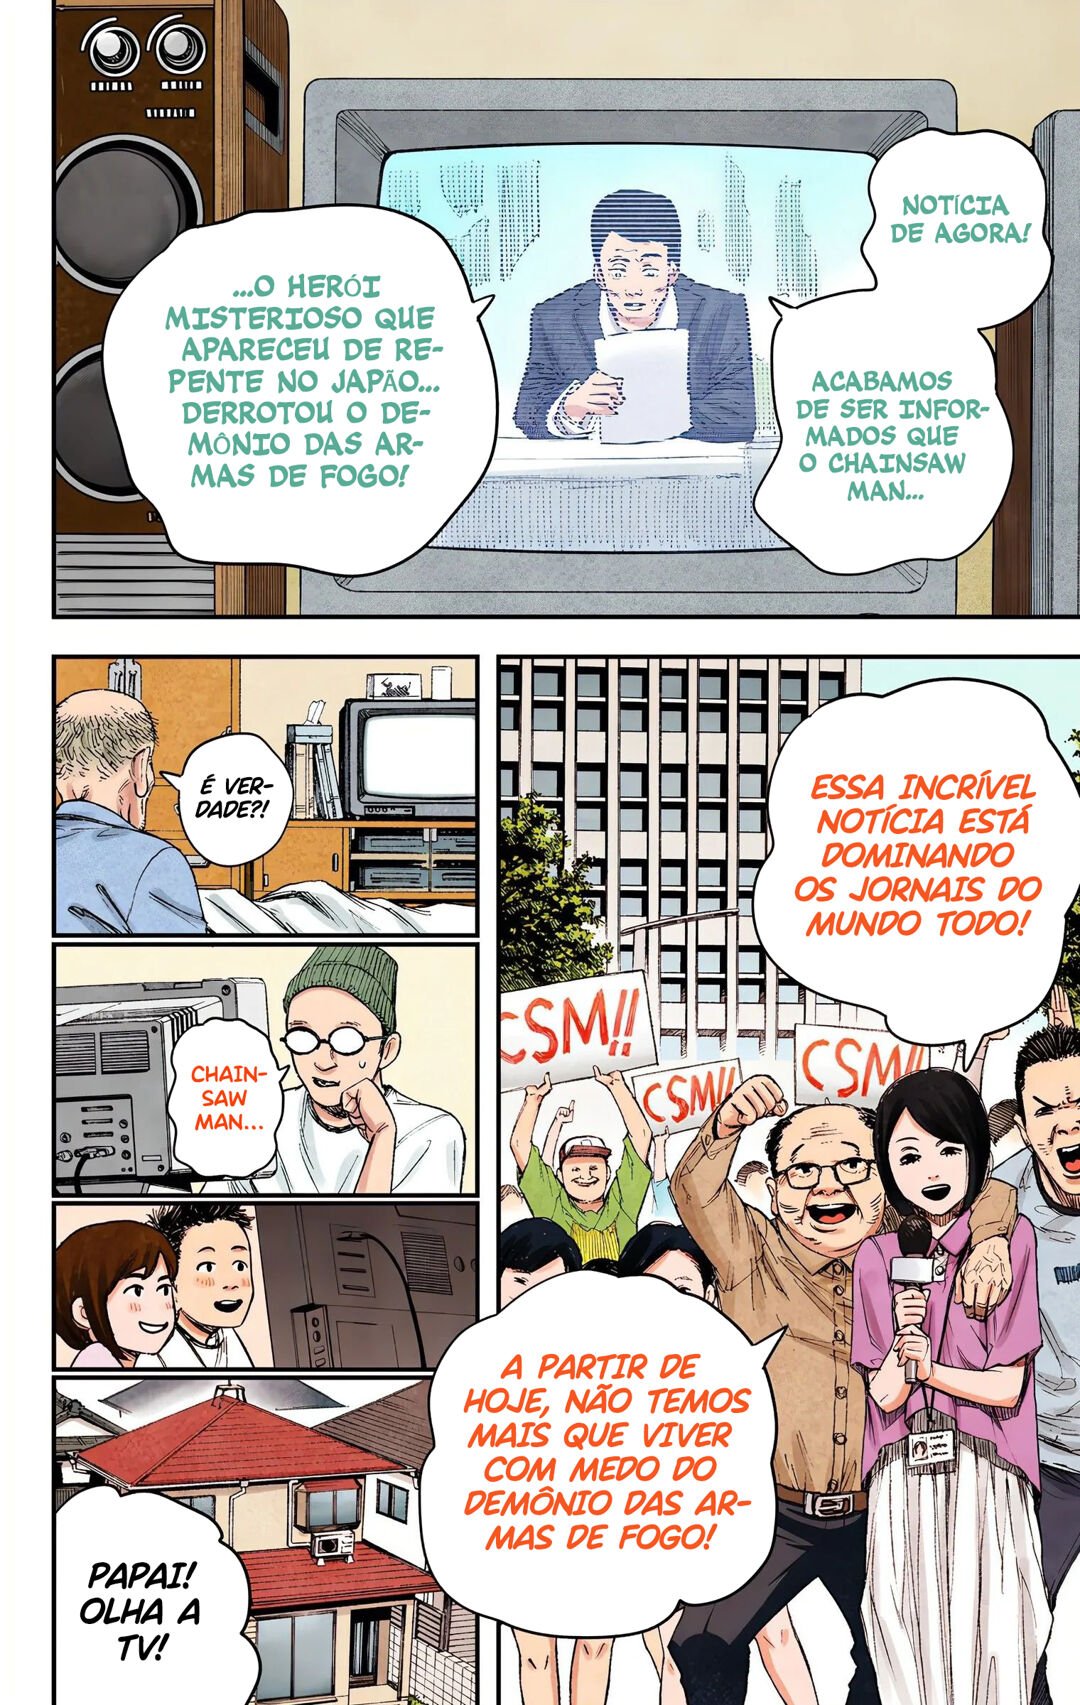 NOTÍCIA
DE AGORA!
ACABAMOS
DE SER INFOR-
MADOS QUE
O CHAINSAW
MAN...
...O HERÓI
MISTERIOSO QUE
APARECEU DE RE-
PENTE NO JAPÃO...
DERROTOU O DE-
MÔNIO DAS AR-
MAS DE FOGO!
ESSA INCRÍVEL
NOTÍCIA ESTÁ
DOMINANDO
OS JORNAIS DO
MUNDO TODO!
CSM!!
CSM!!
CSM!!
A PARTIR DE
HOJE, NÃO TEMOS
MAIS QUE VIVER
COM MEDO DO
DEMÔNIO DAS AR-
MAS DE FOGO!
É VER-
DADE?!
CHAIN-
SAW
MAN...
PAPAI!
OLHA A
TV!